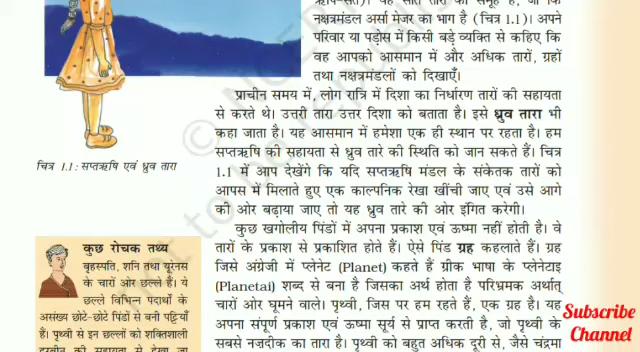 ऋषि-संत)। यह सात तारों का समूह है, जो कि
नक्षत्रमंडल अर्सा मेजर का भाग है (चित्र 1.1)। अपने
परिवार या पड़ोस में किसी बड़े व्यक्ति से कहिए कि
वह आपको आसमान में और अधिक तारों, ग्रहों
तथा नक्षत्रमंडलों को दिखाएँ।
प्राचीन समय में, लोग रात्रि में दिशा का निर्धारण तारों की सहायता
से करते थे। उत्तरी तारा उत्तर दिशा को बताता है। इसे ध्रुव तारा भी
कहा जाता है। यह आसमान में हमेशा एक ही स्थान पर रहता है। हम
सप्तऋषि की सहायता से ध्रुव तारे की स्थिति को जान सकते हैं। चित्र
1.1 में आप देखेंगे कि यदि सप्तऋषि मंडल के संकेतक तारों को
आपस में मिलाते हुए एक काल्पनिक रेखा खींची जाए एवं उसे आगे
की ओर बढ़ाया जाए तो यह ध्रुव तारे की ओर इंगित करेगी।
चित्र 1.1 : सप्तऋषि एवं ध्रुव तारा
कुछ खगोलीय पिंडों में अपना प्रकाश एवं ऊष्मा नहीं होती है। वे
तारों के प्रकाश से प्रकाशित होते हैं। ऐसे पिंड ग्रह कहलाते हैं। ग्रह
जिसे अंग्रेजी में प्लेनेट (Planet) कहते हैं ग्रीक भाषा के प्लेनेटाइ
(Planetai) शब्द से बना है जिसका अर्थ होता है परिभ्रमक अर्थात्
चारों ओर घूमने वाले। पृथ्वी, जिस पर हम रहते हैं, एक ग्रह है। यह
अपना संपूर्ण प्रकाश एवं ऊष्मा सूर्य से प्राप्त करती है, जो पृथ्वी के
सबसे नज़दीक का तारा है। पृथ्वी को बहुत अधिक दूरी से, जैसे चंद्रमा
कुछ रोचक तथ्य
बृहस्पति, शनि तथा यूरेनस
के चारों ओर छल्ले हैं। ये
छल्ले विभिन्न पदार्थों के
असंख्य छोटे-छोटे पिंडों से बनी पट्टियाँ
हैं। पृथ्वी से इन छल्लों को शक्तिशाली
दूरबीन की सहायता से देखा जा
Subscribe
Channel